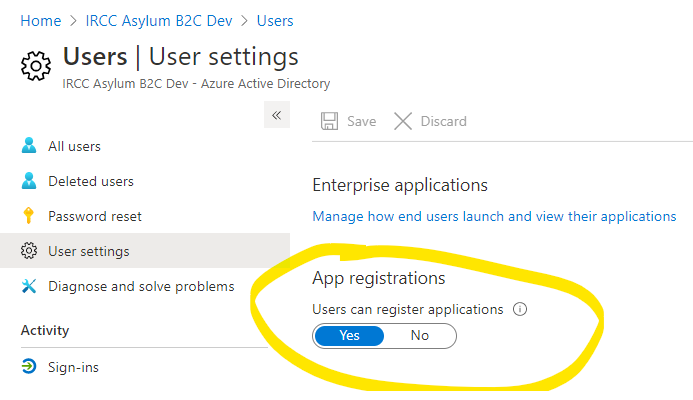 Home > IRCC Asylum B2C Dev > Users
Users | User settings
IRCC Asylum B2C Dev - Azure Active Directory
«
Save Discard
All users
Deleted users
Password reset
User settings
Diagnose and solve problems
Activity
Sign-ins
Enterprise applications
Manage how end users launch and view their applications
App registrations
Users can register applications
Yes No